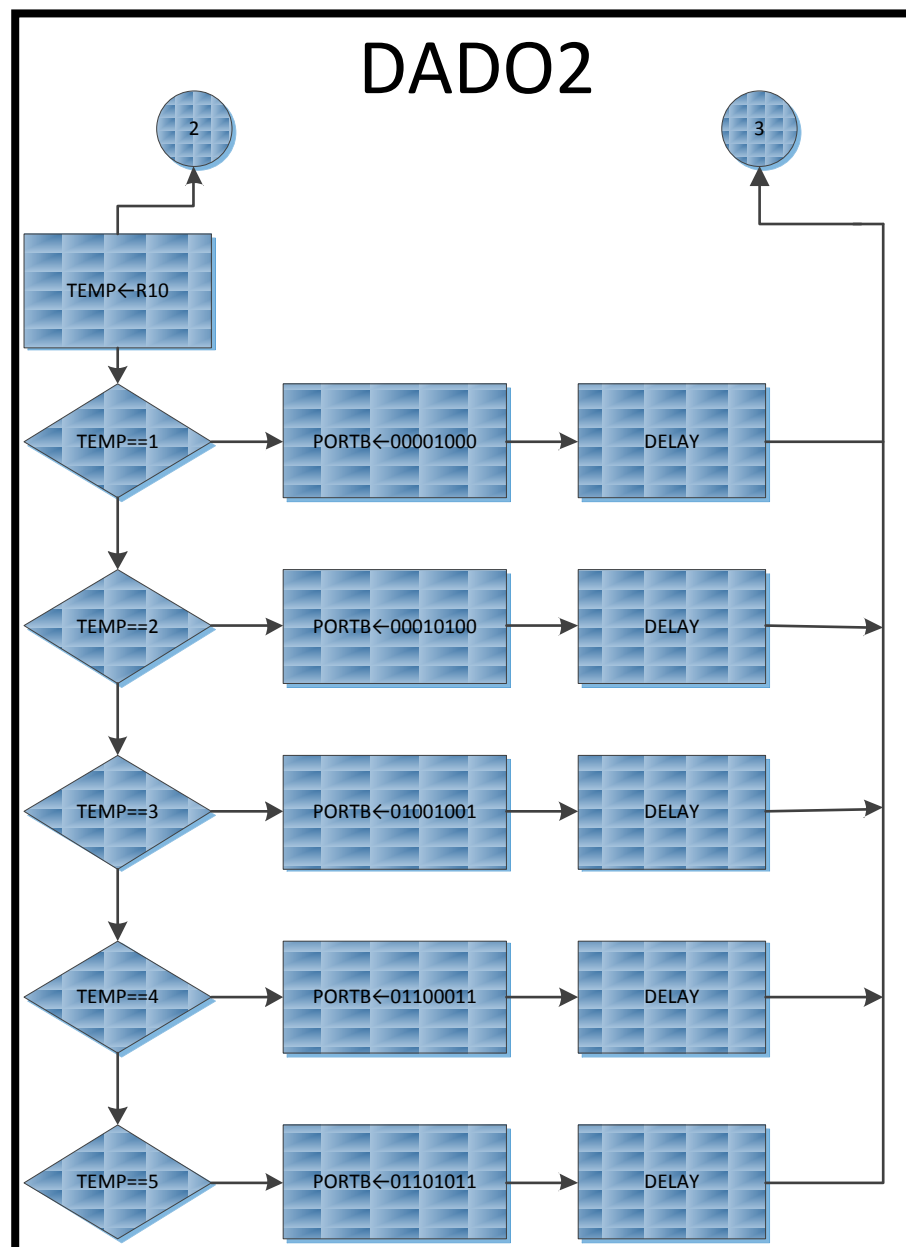 DADO2
2
3
TEMP←R10
TEMP==1
PORTB←00001000
DELAY
TEMP==2
PORTB←00010100
DELAY
TEMP==3
PORTB←01001001
DELAY
TEMP==4
PORTB←01100011
DELAY
TEMP==5
PORTB←01101011
DELAY